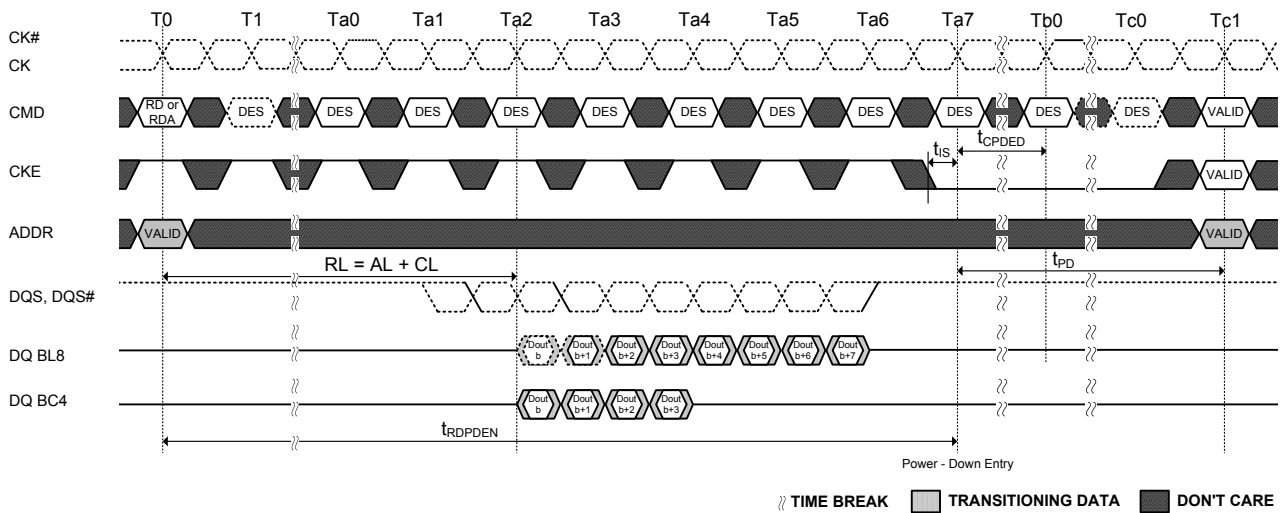 T0 T1 Ta0 Ta1 Ta2 Ta3 Ta4 Ta5 Ta6 Ta7 Tb0 Tc0 Tc1
CK#
CK
CMD
RD or
RDA
DES DES DES DES DES DES DES DES DES DES DES VALID
tIS
tCPDED
CKE
VALID
ADDR
VALID
VALID
RL = AL + CL
tPD
DQS, DQS#
DQ BL8
Dout
b
Dout
b+1
Dout
b+2
Dout
b+3
Dout
b+4
Dout
b+5
Dout
b+6
Dout
b+7
DQ BC4
Dout
b
Dout
b+1
Dout
b+2
Dout
b+3
tRDPDEN
Power - Down Entry
TIME BREAK
TRANSITIONING DATA
DON'T CARE